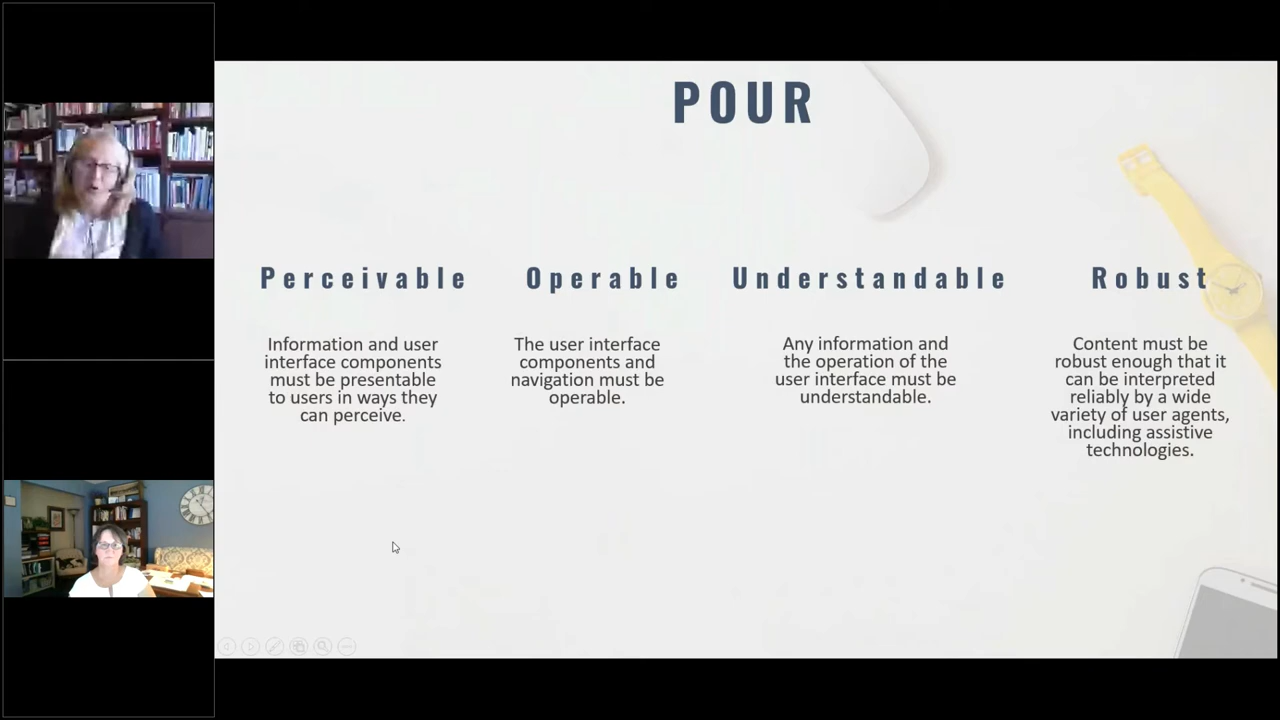 POUR
Perceivable
Information and user
interface components
must be presentable
to users in ways they
can perceive.
Operable
The user interface
components and
navigation must be
operable.
Understandable
Any information and
the operation of the
user interface must be
understandable.
Robust
Content must be
robust enough that it
can be interpreted
reliably by a wide
variety of user agents,
including assistive
technologies.